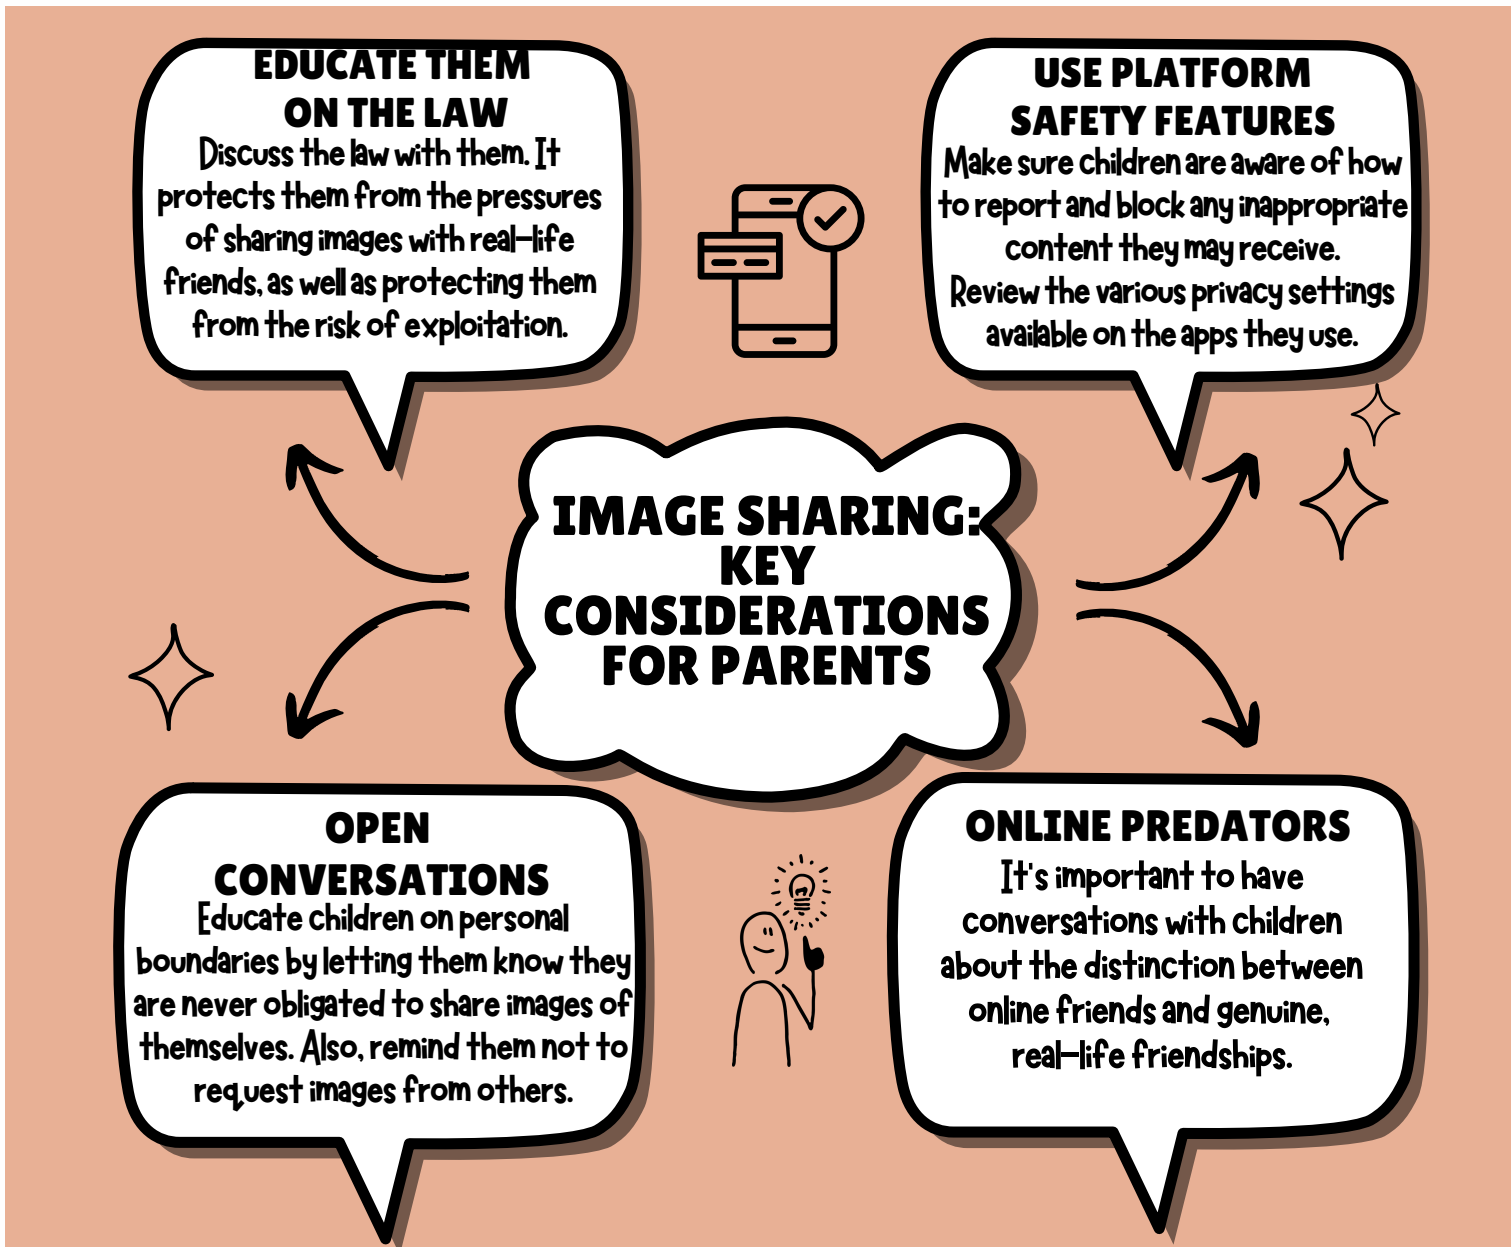 EDUCATE THEM
ON THE LAW
Discuss the law with them. It
protects them from the pressures
of sharing images with real-life
friends, as well as protecting them
from the risk of exploitation.
USE PLATFORM
SAFETY FEATURES
Make sure children are aware of how
to report and block any inappropriate
content they may receive.
Review the various privacy settings
available on the apps they use.
IMAGE SHARING:
KEY
CONSIDERATIONS
FOR PARENTS
OPEN
CONVERSATIONS
Educate children on personal
boundaries by letting them know they
are never obligated to share images of
themselves. Also, remind them not to
request images from others.
ONLINE PREDATORS
It's important to have
conversations with children
about the distinction between
online friends and genuine,
real-life friendships.